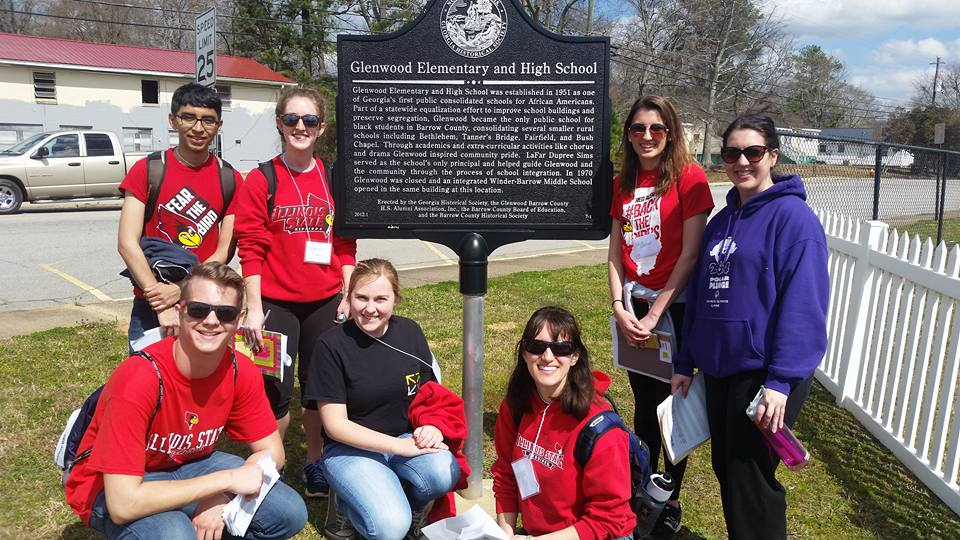 SPEED
LIMIT
25
GEORGIA HISTORICAL SOCIETY
Glenwood Elementary and High School
Glenwood Elementary and High School was established in 1951 as one
of Georgia's first public consolidated schools for African Americans.
Part of a statewide equalization effort to improve school buildings and
preserve segregation, Glenwood became the only public school for
black students in Barrow County, consolidating several smaller rural
schools including Bethlehem, Tanner's Bridge, Fairfield, and Bush
Chapel. Through academics and extra-curricular activities like chorus
and drama Glenwood inspired community pride. LaFar Dupree Sims
served as the school's only principal and helped guide Glenwood and
the community through the process of school integration. In 1970
Glenwood was closed and an integrated Winder-Barrow Middle School
opened in the same building at this location.
Erected by the Georgia Historical Society, the Glenwood Barrow County
H.S. Alumni Association, Inc., the Barrow County Board of Education,
and the Barrow County Historical Society
2012.1
7-1
FEAR
THE
BIRD
ILLINOIS
STATE
#BACK
THE
BIRDS
POLAR
PLUNGE
ILLINOIS STATE
ILLINOIS
STATE